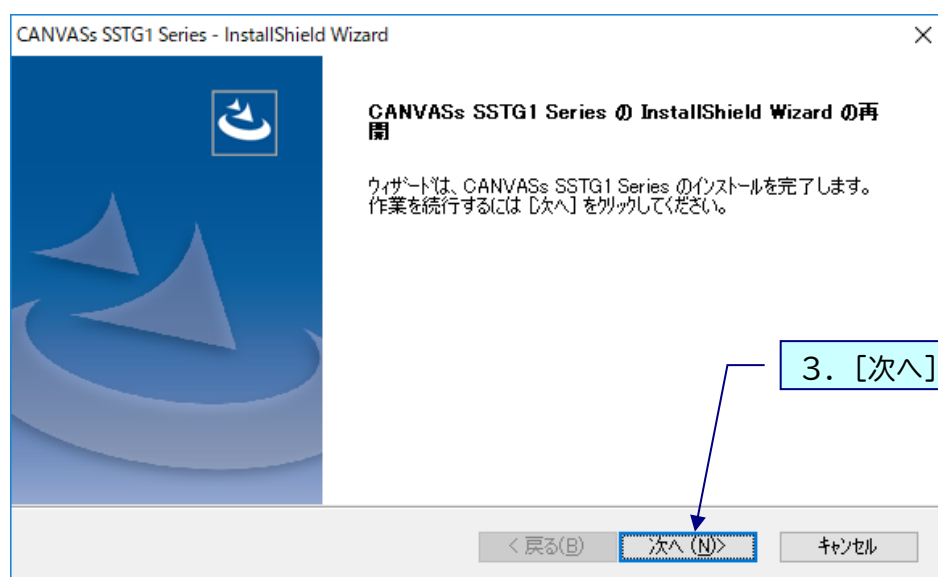 CANVASs SSTG1 Series - InstallShield Wizard
CANVASs SSTG1 Series の InstallShield Wizard の再
開
ウィザードは、CANVASs SSTG1 Series のインストールを完了します。
作業を続行するには [次へ] をクリックしてください。
3. [次へ]
< 戻る(B)
次へ (N)>
キャンセル